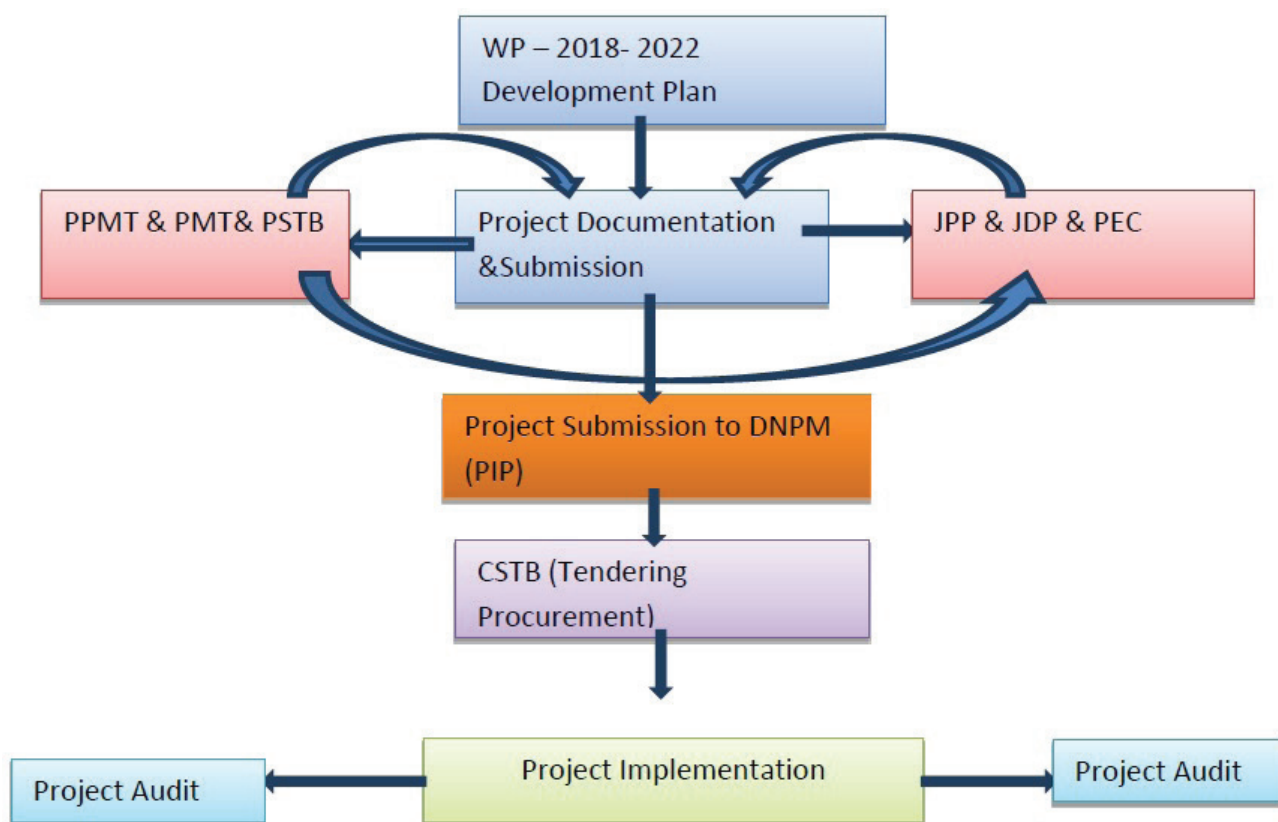 WP – 2018- 2022
Development Plan
PPMT & PMT& PSTB
Project Documentation
&Submission
JPP & JDP & PEC
Project Submission to DNPM
(PIP)
CSTB (Tendering
Procurement)
Project Audit
Project Implementation
Project Audit